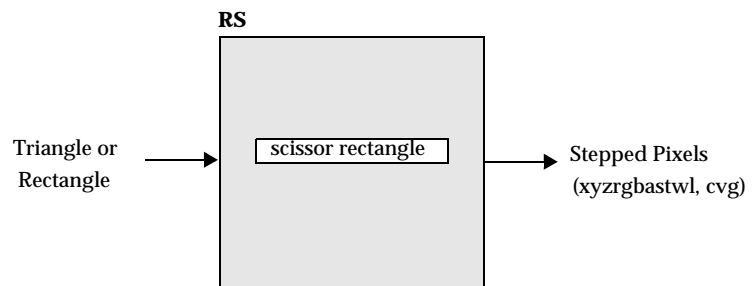 RS
Triangle or
Rectangle
scissor rectangle
Stepped Pixels
(xyzrgbastwl, cvg)